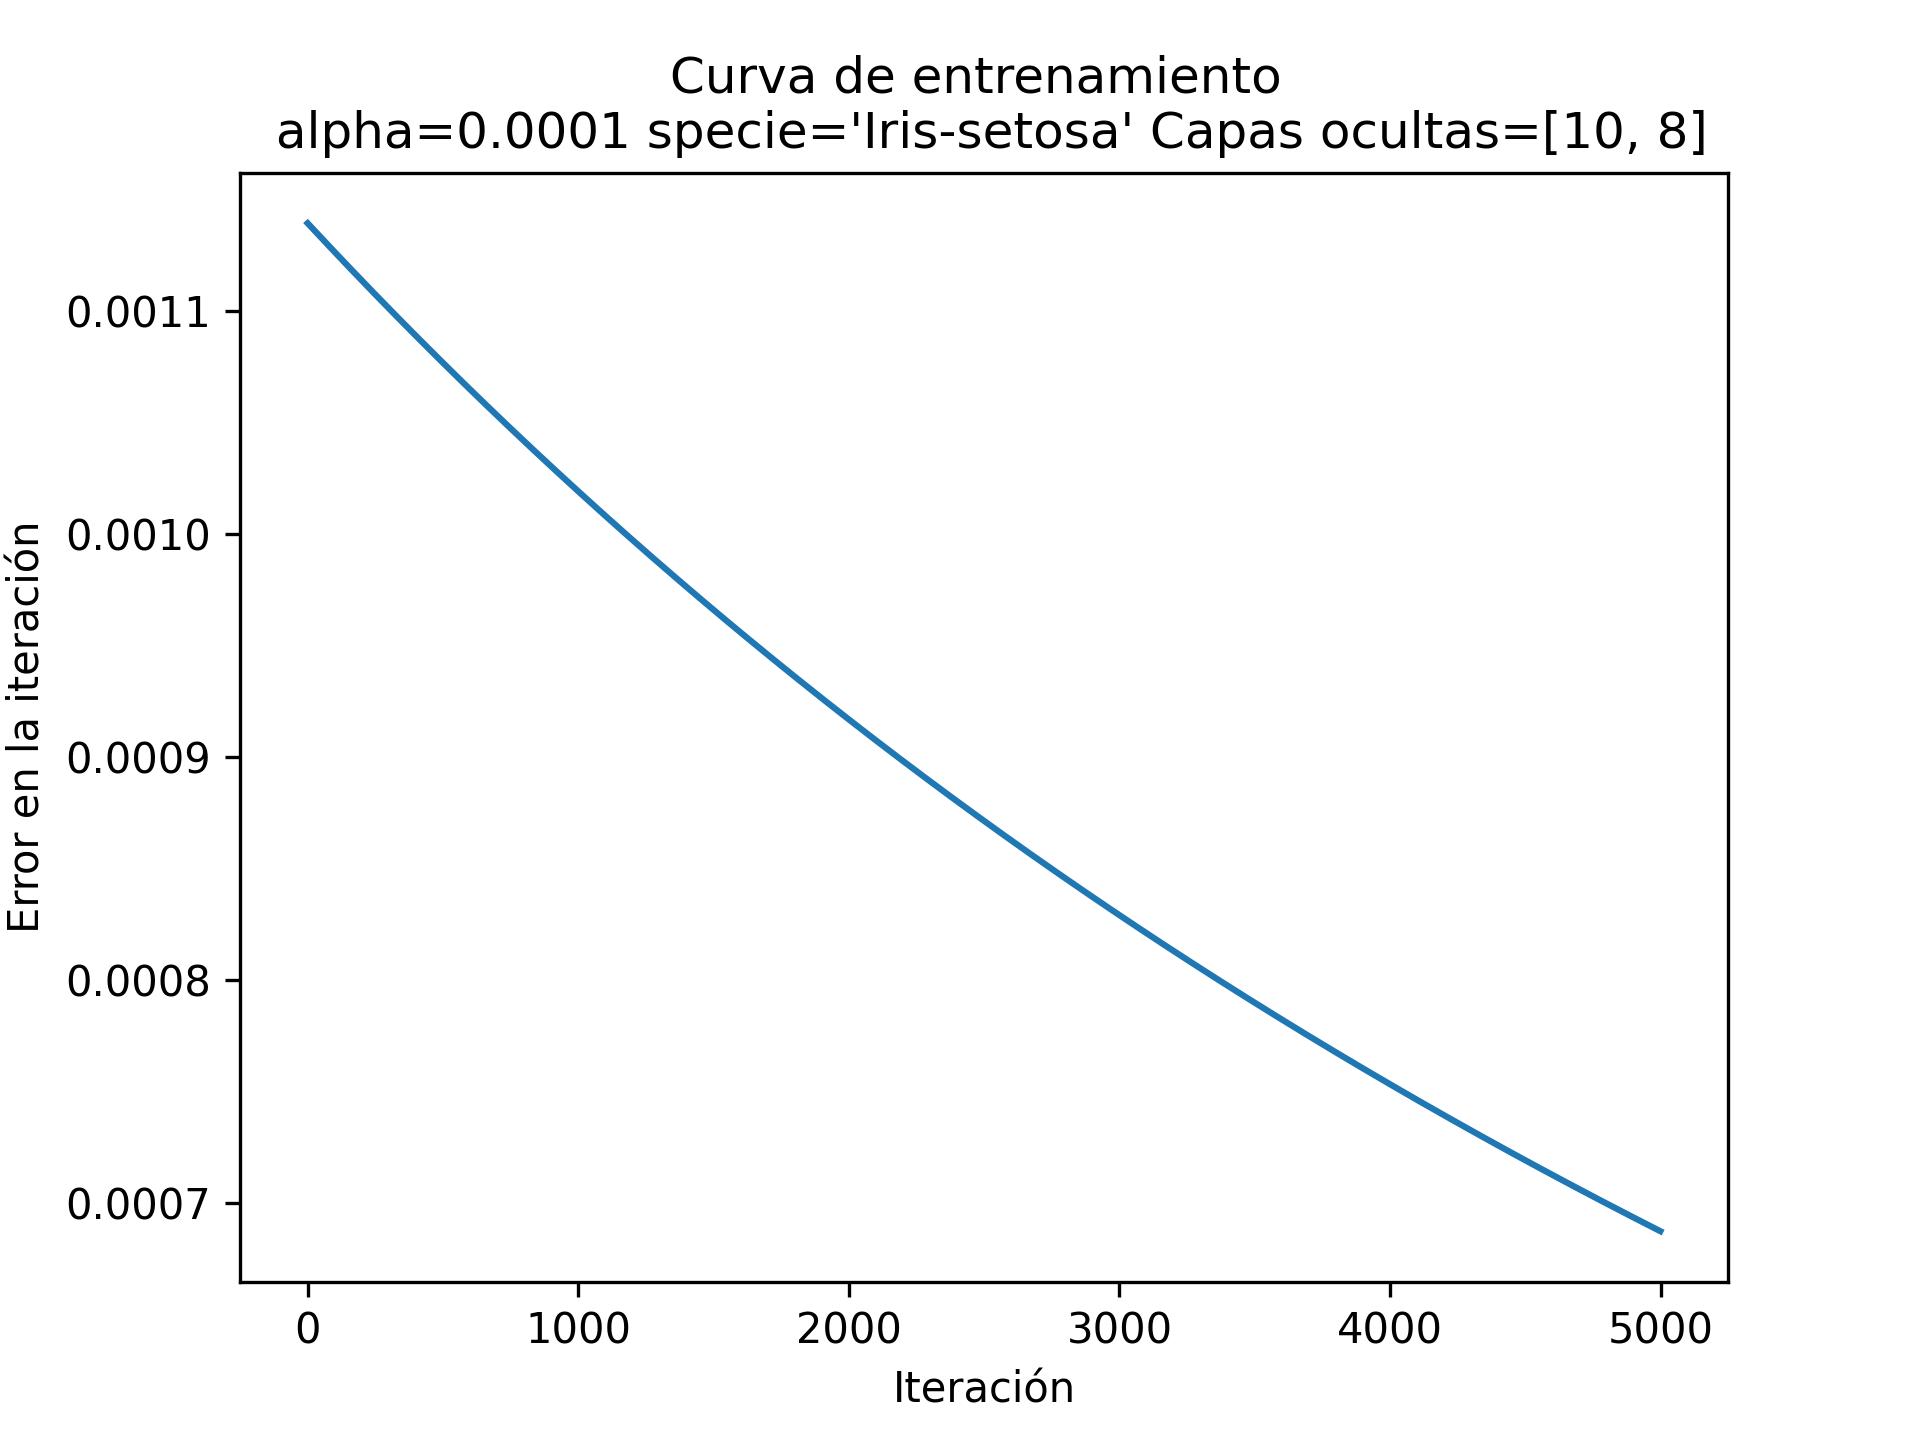 Curva de entrenamiento
alpha=0.0001 specie='Iris-setosa' Capas ocultas=[10, 8]
Error en la iteración
0.0011
0.0010
0.0009
0.0008
0.0007
0
1000
2000
3000
4000
5000
Iteración